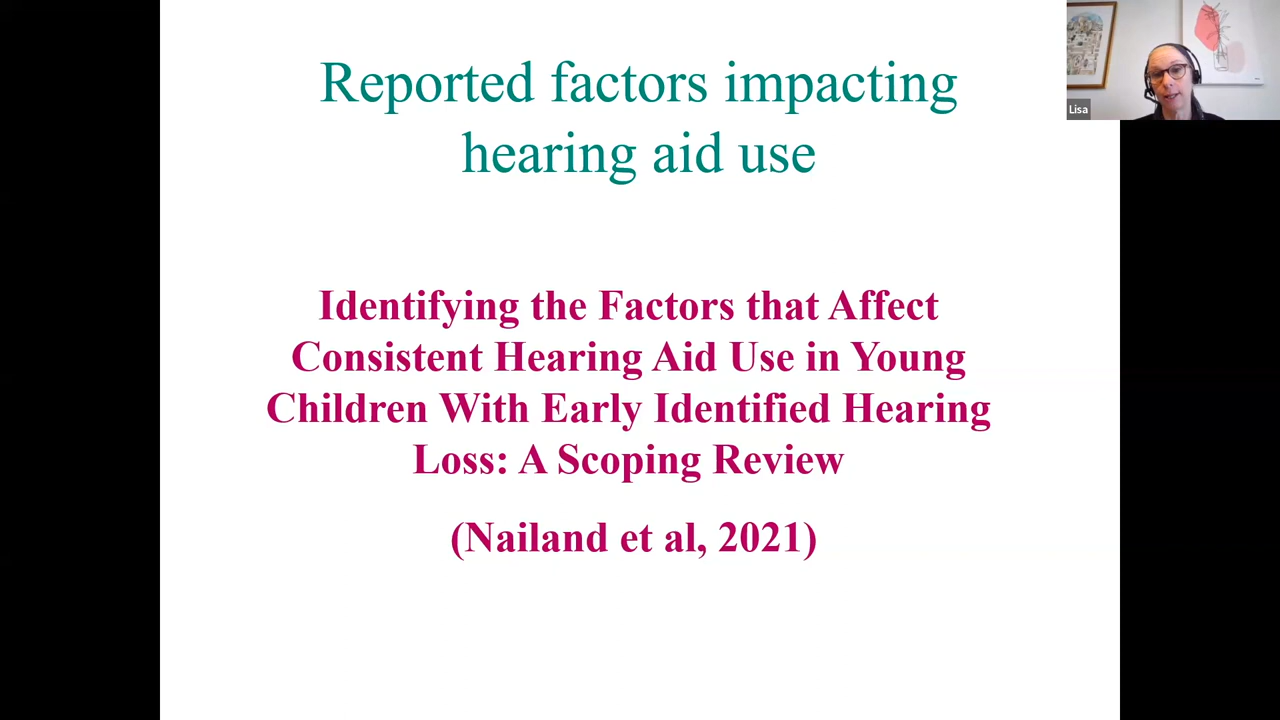 Reported factors impacting
hearing aid use
Lisa
Identifying the Factors that Affect
Consistent Hearing Aid Use in Young
Children With Early Identified Hearing
Loss: A Scoping Review
(Nailand et al, 2021)